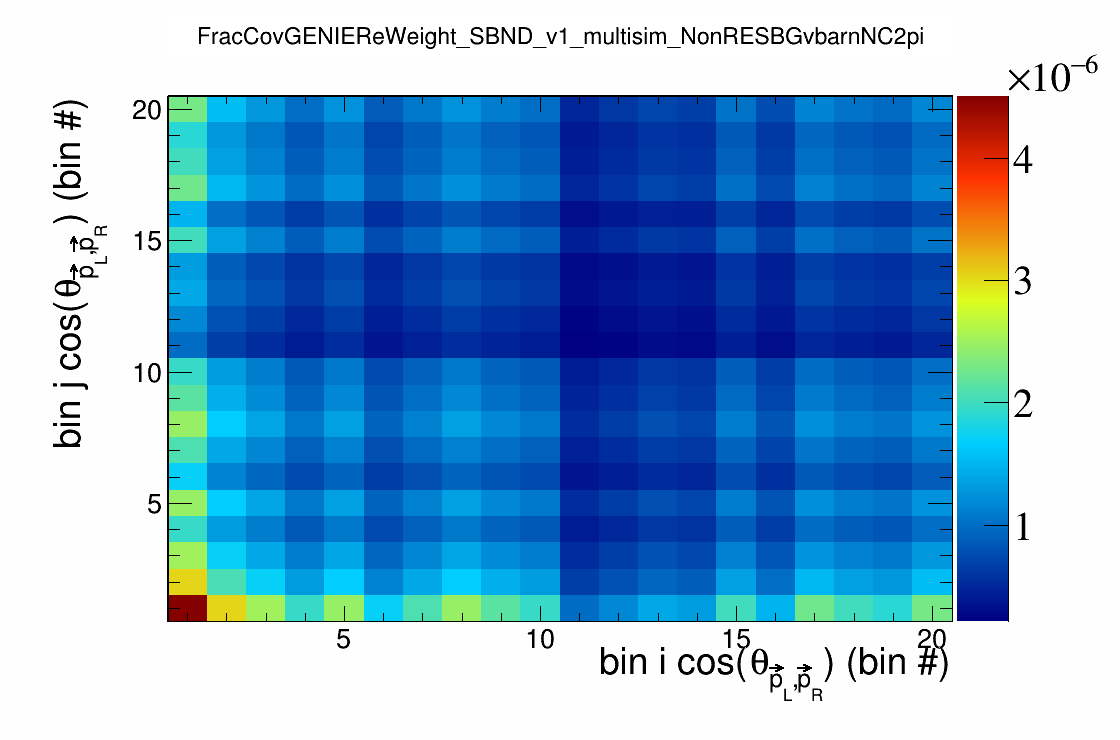 FracCovGENIEReWeight_SBND_v1_multisim_NonRESBGvbarnNC2pi
×10⁻⁶
20
15
10
5
4
3
2
1
5 10 15 20
bin i cos(θ_{p⃗_L,p⃗_R}) (bin #)
bin j cos(θ_{p⃗_L,p⃗_R}) (bin #)